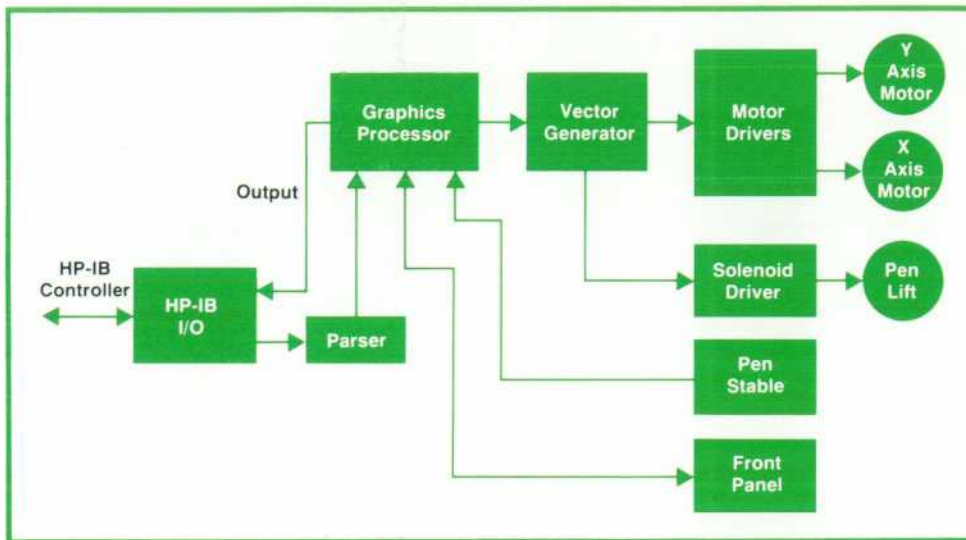 Y
Axis
Motor
Graphics
Processor
Vector
Generator
Motor
Drivers
X
Axis
Motor
Output
HP-IB
Controller
HP-IB
I/O
Parser
Solenoid
Driver
Pen
Lift
Pen
Stable
Front
Panel